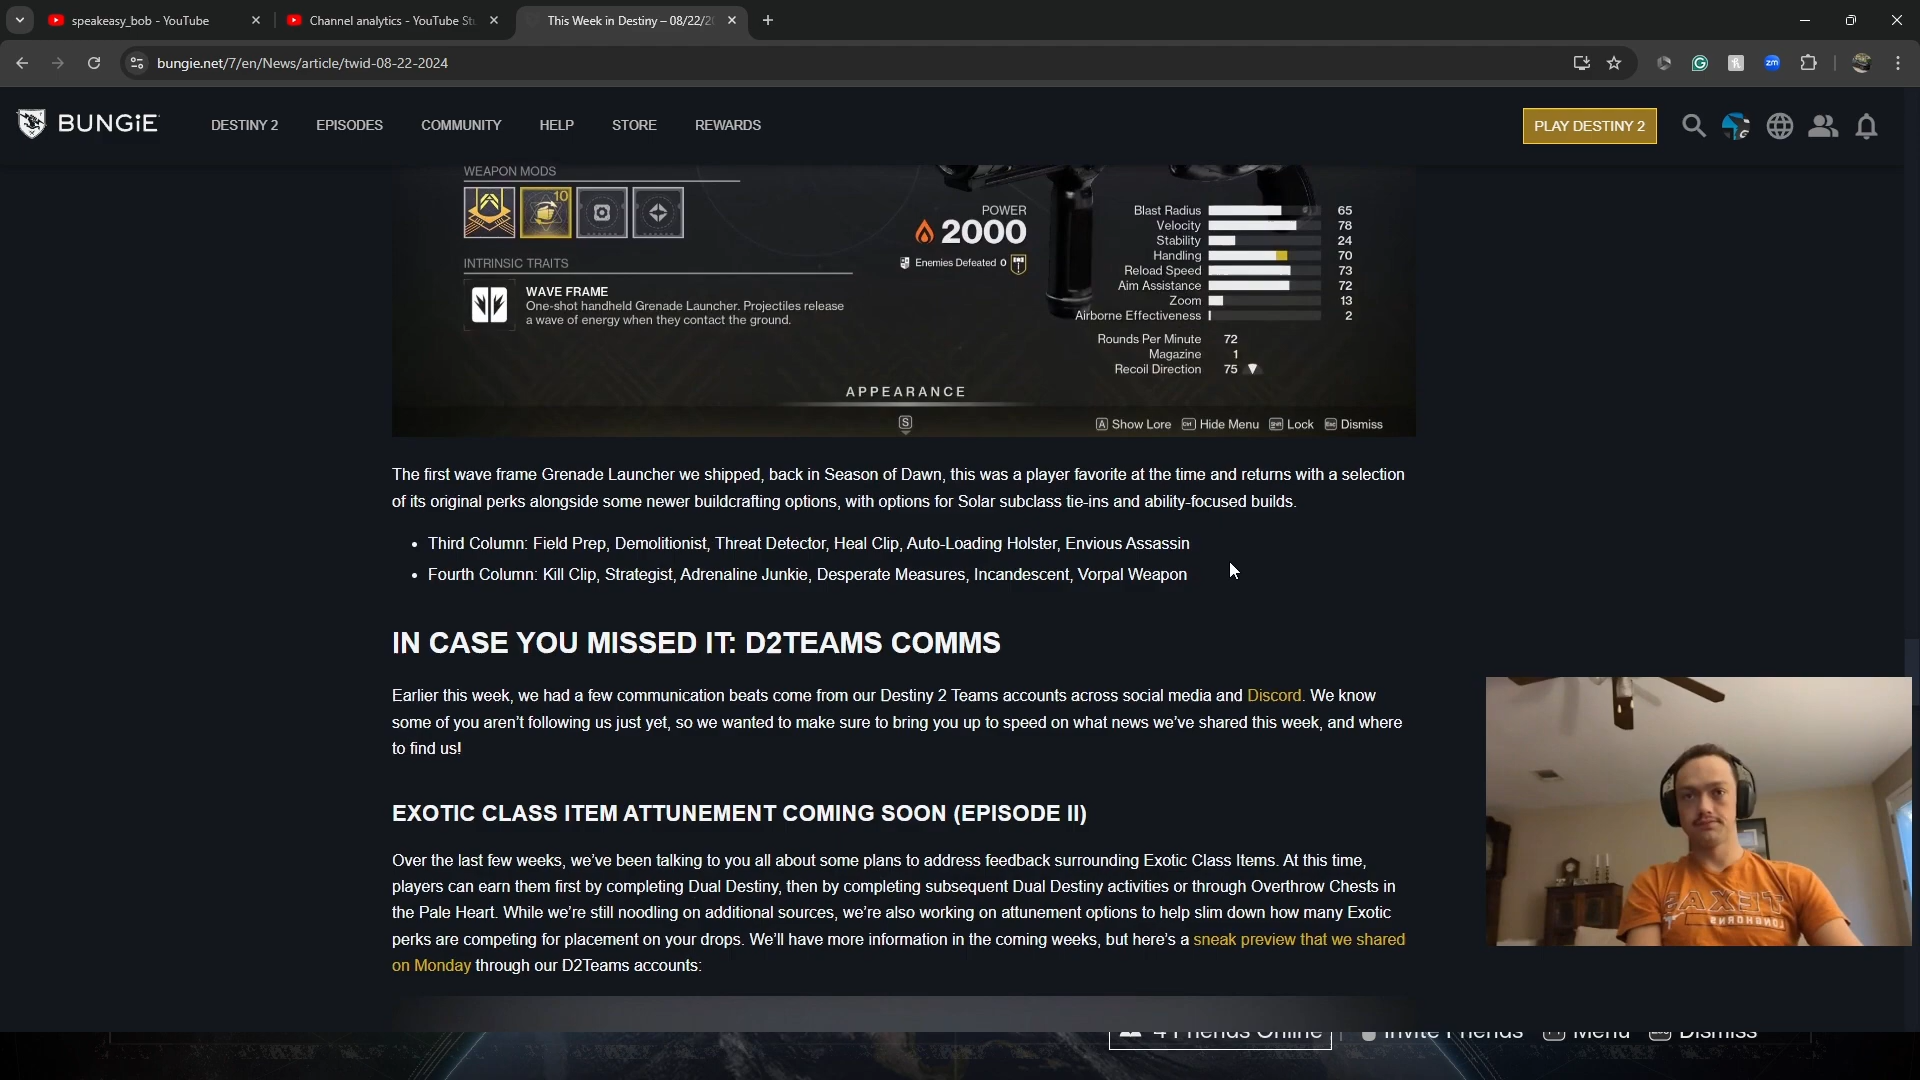 speakeasy_bob - YouTube
Channel analytics - YouTube Stu
This Week in Destiny – 08/22/2
bungie.net/7/en/News/article/twid-08-22-2024
zm
BUNGiE
DESTINY 2
EPISODES
COMMUNITY
HELP
STORE
REWARDS
PLAY DESTINY 2
WEAPON MODS
10
POWER
2000
Enemies Defeated 0
INTRINSIC TRAITS
WAVE FRAME
One-shot handheld Grenade Launcher. Projectiles release
a wave of energy when they contact the ground.
Blast Radius 65
Velocity 78
Stability 24
Handling 70
Reload Speed 73
Aim Assistance 72
Zoom 13
Airborne Effectiveness 2
Rounds Per Minute 72
Magazine 1
Recoil Direction 75
APPEARANCE
S
A Show Lore Ctrl Hide Menu Shift Lock Esc Dismiss
The first wave frame Grenade Launcher we shipped, back in Season of Dawn, this was a player favorite at the time and returns with a selection
of its original perks alongside some newer buildcrafting options, with options for Solar subclass tie-ins and ability-focused builds.
• Third Column: Field Prep, Demolitionist, Threat Detector, Heal Clip, Auto-Loading Holster, Envious Assassin
• Fourth Column: Kill Clip, Strategist, Adrenaline Junkie, Desperate Measures, Incandescent, Vorpal Weapon
IN CASE YOU MISSED IT: D2TEAMS COMMS
Earlier this week, we had a few communication beats come from our Destiny 2 Teams accounts across social media and Discord. We know
some of you aren't following us just yet, so we wanted to make sure to bring you up to speed on what news we've shared this week, and where
to find us!
EXOTIC CLASS ITEM ATTUNEMENT COMING SOON (EPISODE II)
Over the last few weeks, we've been talking to you all about some plans to address feedback surrounding Exotic Class Items. At this time,
players can earn them first by completing Dual Destiny, then by completing subsequent Dual Destiny activities or through Overthrow Chests in
the Pale Heart. While we're still noodling on additional sources, we're also working on attunement options to help slim down how many Exotic
perks are competing for placement on your drops. We'll have more information in the coming weeks, but here's a sneak preview that we shared
on Monday through our D2Teams accounts:
TEXAS
LONGHORNS
4 Friends Online
Invite Friends
Menu
Dismiss